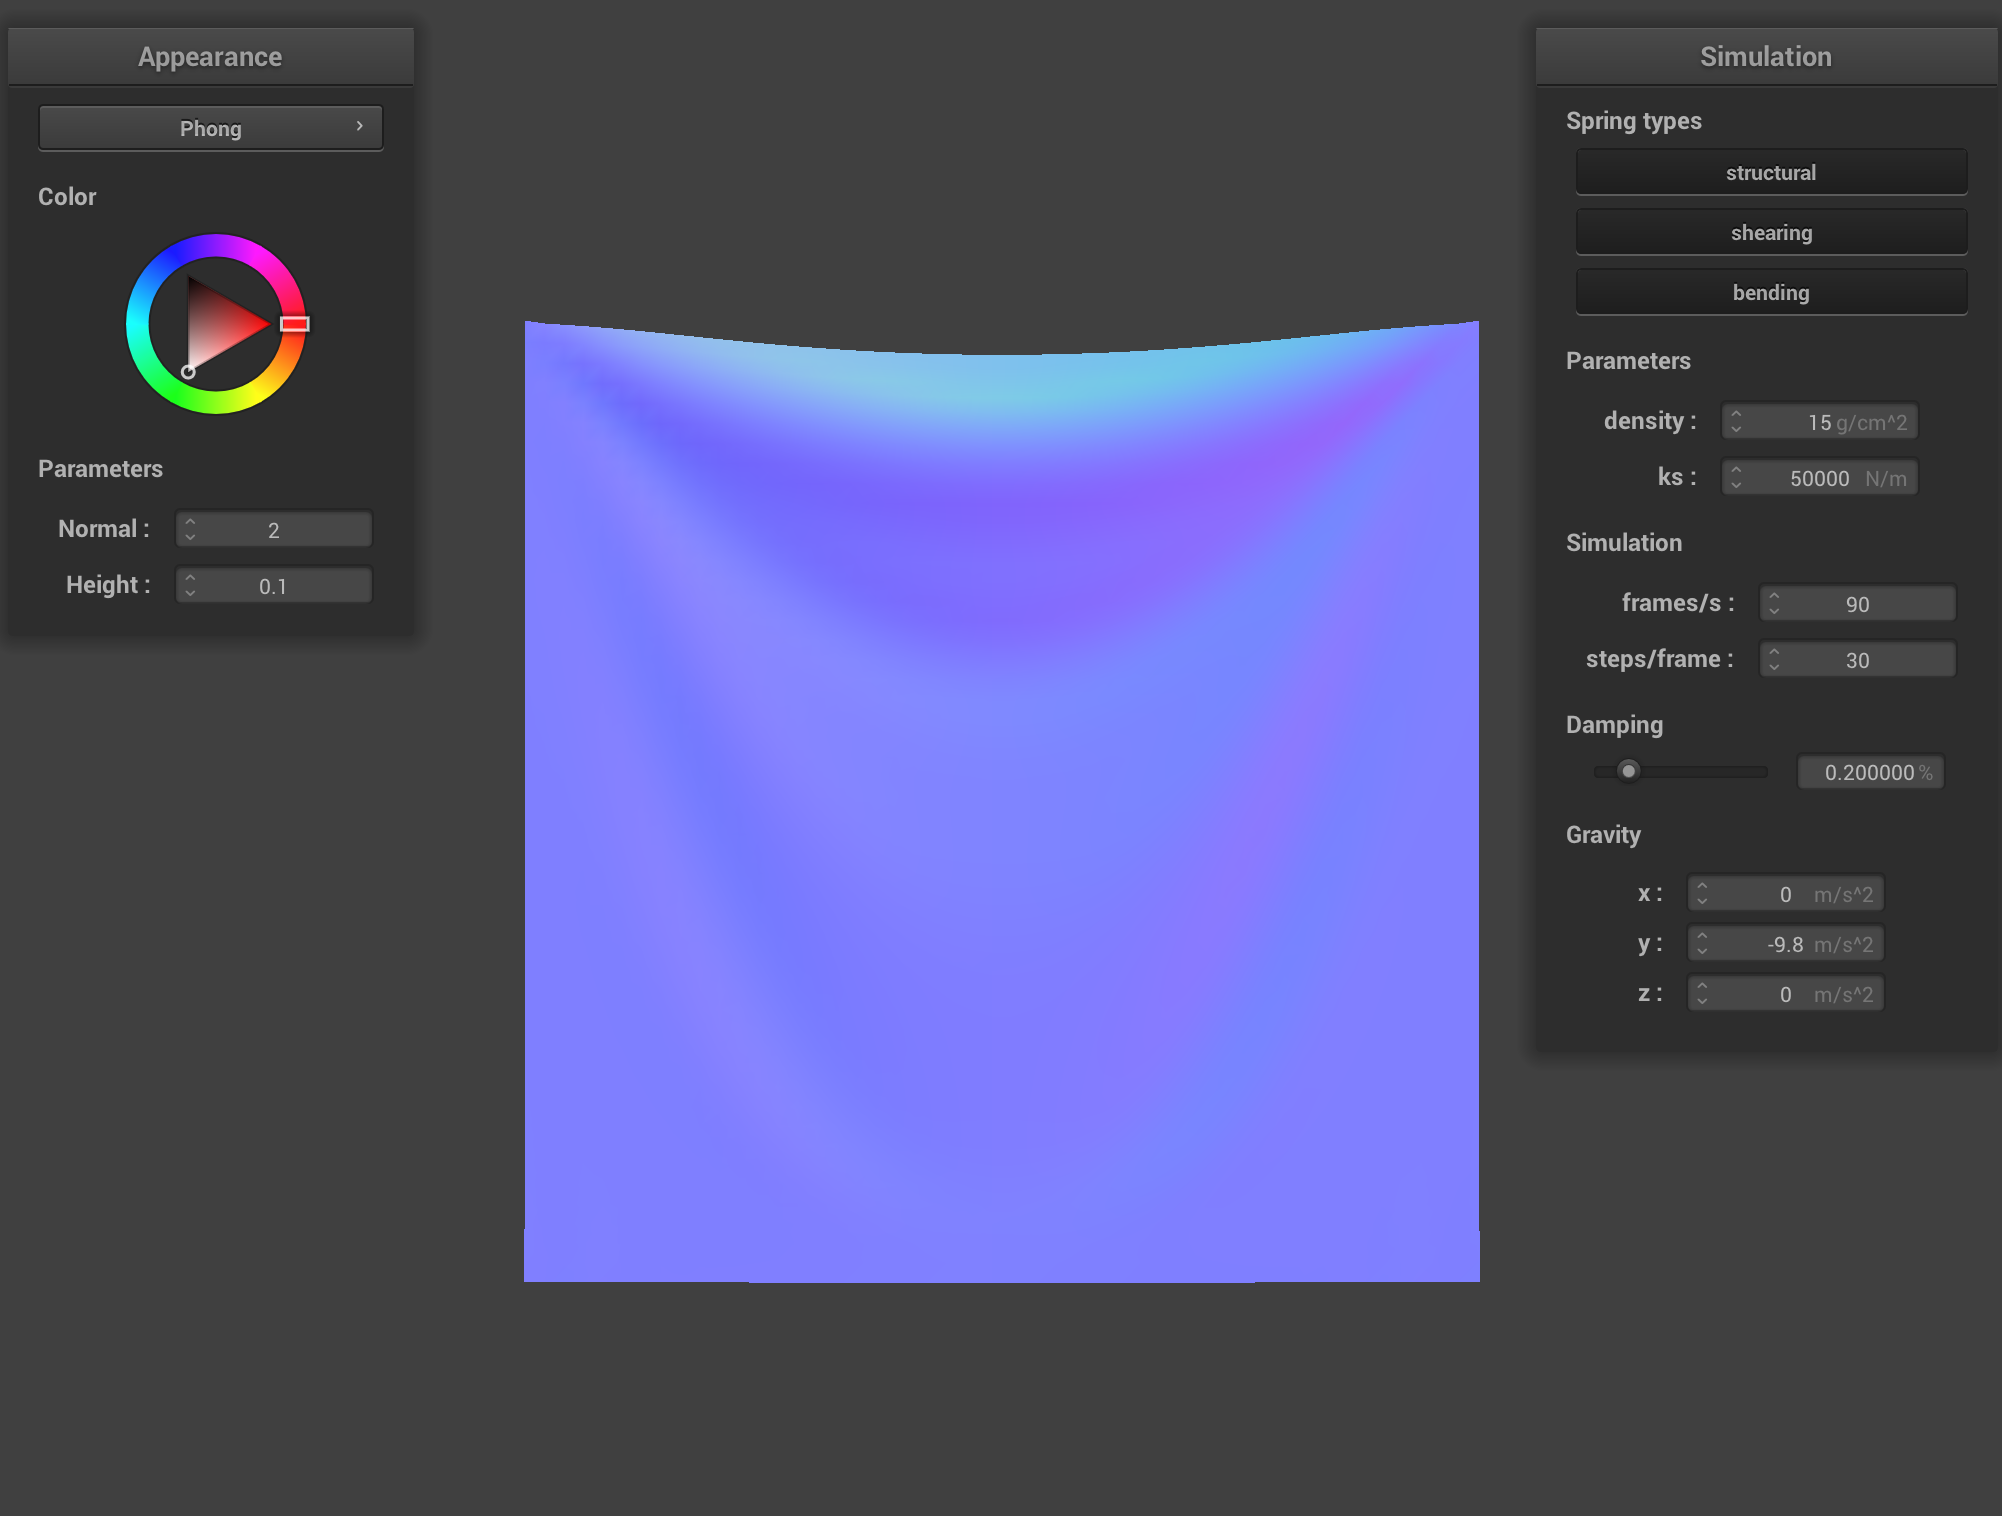 Appearance
Phong
Color
Parameters
Normal : 2
Height : 0.1
Simulation
Spring types
structural
shearing
bending
Parameters
density : 15 g/cm^2
ks : 50000 N/m
Simulation
frames/s : 90
steps/frame : 30
Damping
0.200000 %
Gravity
x : 0 m/s^2
y : -9.8 m/s^2
z : 0 m/s^2